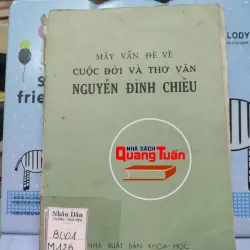 MẤY VẤN ĐỀ VỀ
CUỘC ĐỜI VÀ THƠ VĂN
NGUYỄN ĐÌNH CHIỂU
NHÀ SÁCH
Quang Tuấn
Nhân Dân
BC01
M12
NHÀ XUẤT BẢN KHOA HỌC